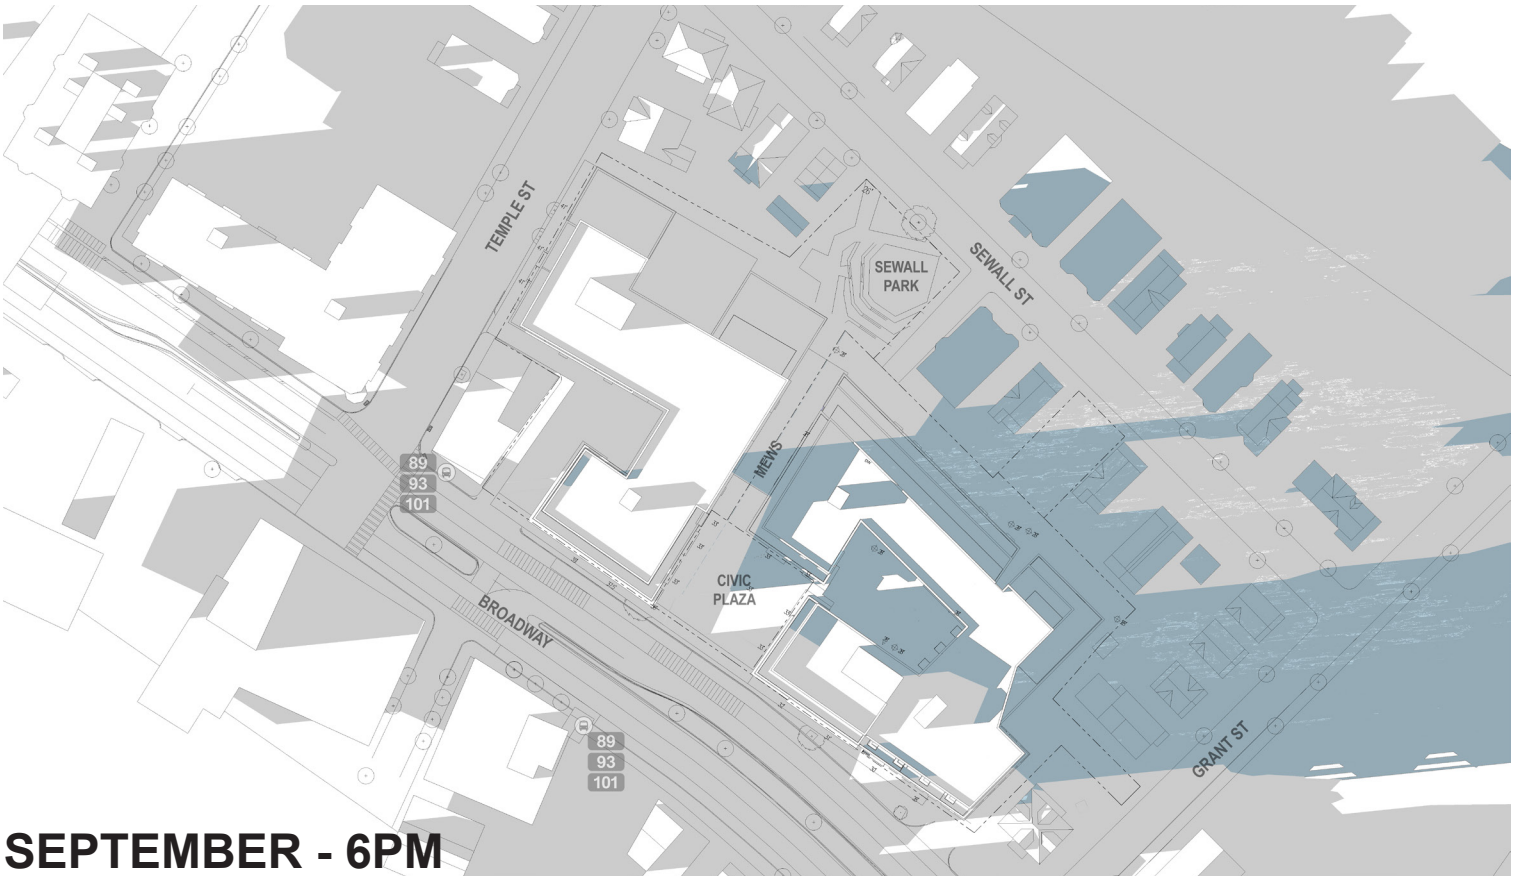 TEMPLE ST
26'
SEWALL
PARK
SEWALL ST
MEWS
89
93
101
CIVIC
PLAZA
BROADWAY
89
93
101
GRANT ST
SEPTEMBER - 6PM